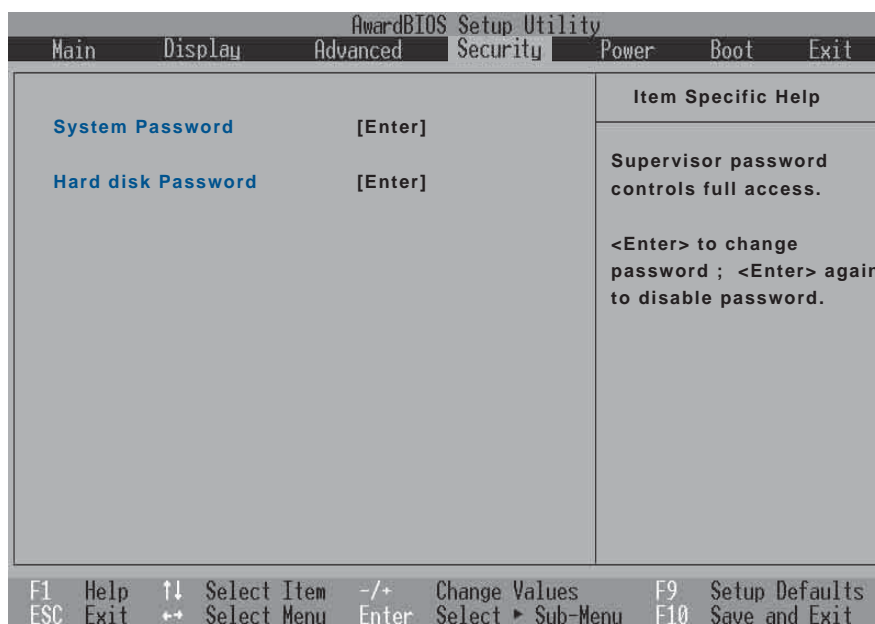 AwardBIOS Setup Utility
Main Display Advanced Security Power Boot Exit
System Password [Enter]
Hard disk Password [Enter]
Item Specific Help
Supervisor password
controls full access.
<Enter> to change
password ; <Enter> again
to disable password.
F1 Help ↑↓ Select Item -/+ Change Values F9 Setup Defaults
ESC Exit ←→ Select Menu Enter Select ► Sub-Menu F10 Save and Exit